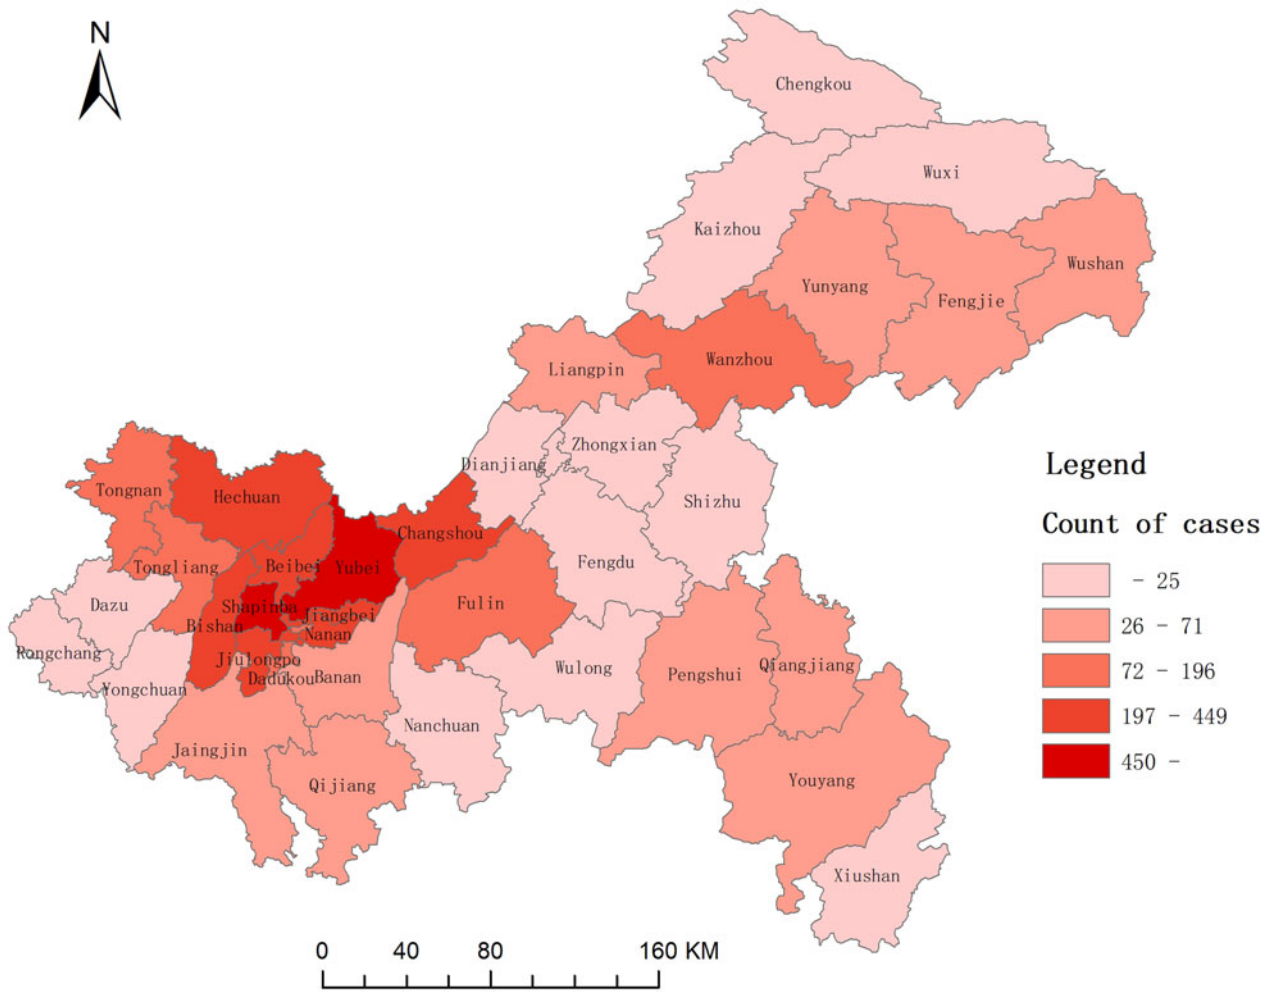 N
Chengkou
Wuxi
Kaizhou
Wushan
Yunyang
Fengjie
Wanzhou
Liangpin
Zhongxian
Dianjiang
Shizhu
Tongnan
Hechuan
Changshou
Beibei
Yubei
Tongliang
Fengdu
Dazu
Shapinba
Fulin
Jiangbei
Bishan
Nanan
Rongchang
Jiulongpo
Wulong
Qiangjiang
Pengshui
Dadukou
Banan
Yongchuan
Nanchuan
Jaingjin
Qijiang
Youyang
Xiushan
Legend
Count of cases
- 25
26 - 71
72 - 196
197 - 449
450 -
0 40 80 160 KM